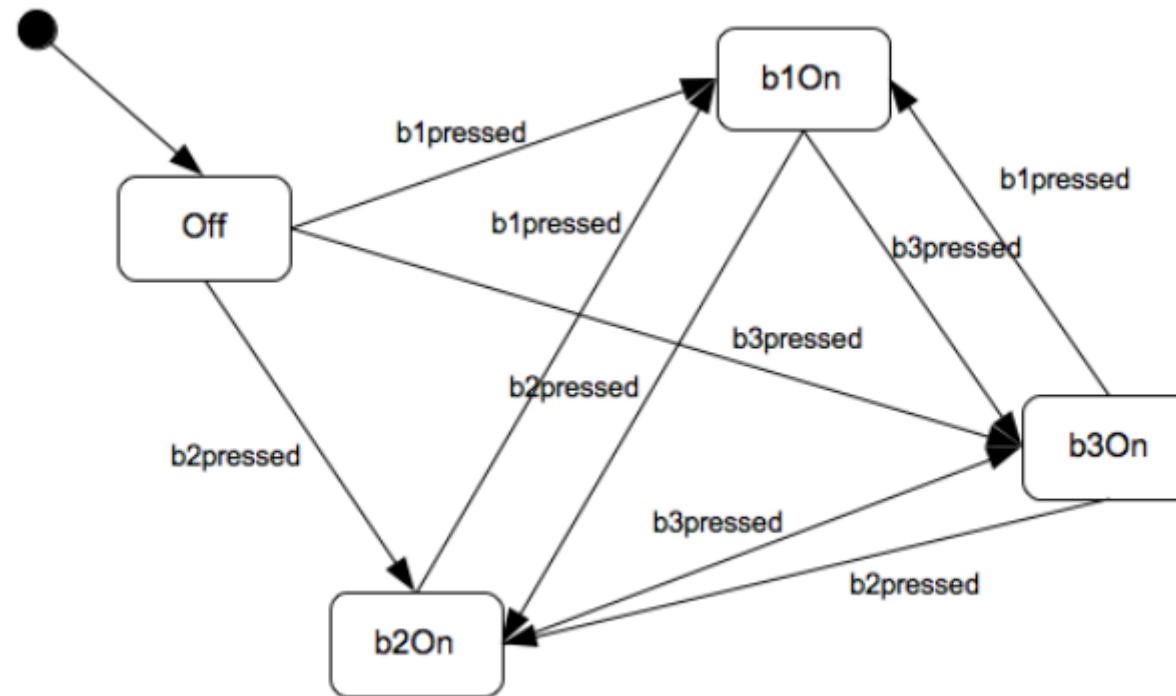 b1On
b1pressed
b1pressed
Off
b1pressed
b3pressed
b3pressed
b2pressed
b3On
b2pressed
b3pressed
b2pressed
b2On